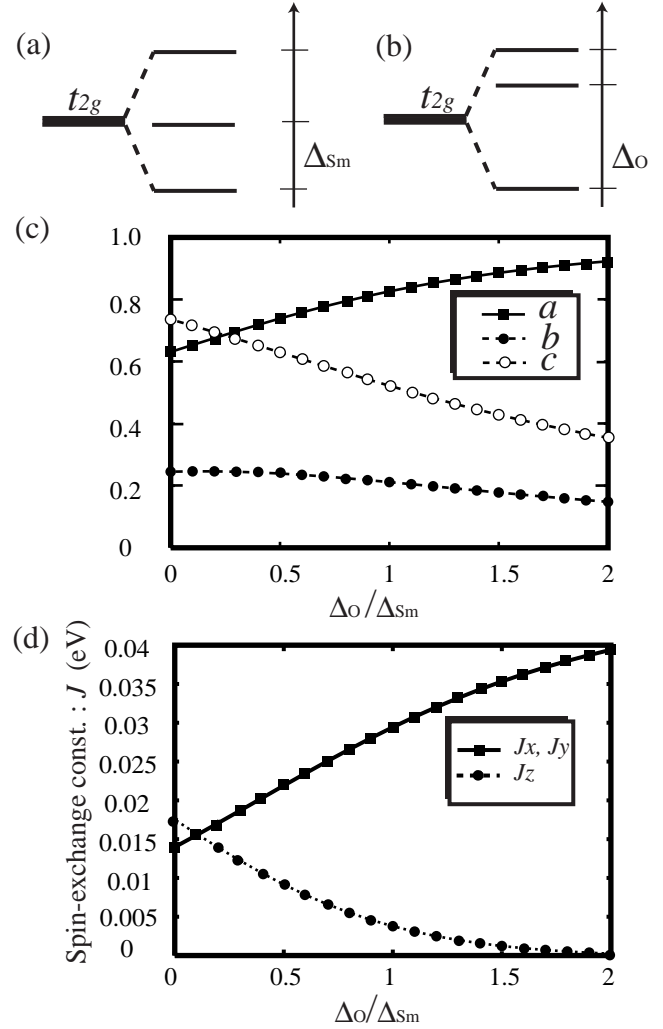 (a)
t2g
ΔSm
(b)
t2g
ΔO
(c)
1.0
0.8
0.6
0.4
0.2
0
a
b
c
0
0.5
1
1.5
2
ΔO/ΔSm
(d)
Spin-exchange const. : J (eV)
0.04
0.035
0.03
0.025
0.02
0.015
0.01
0.005
0
Jx, Jy
Jz
0
0.5
1
1.5
2
ΔO/ΔSm